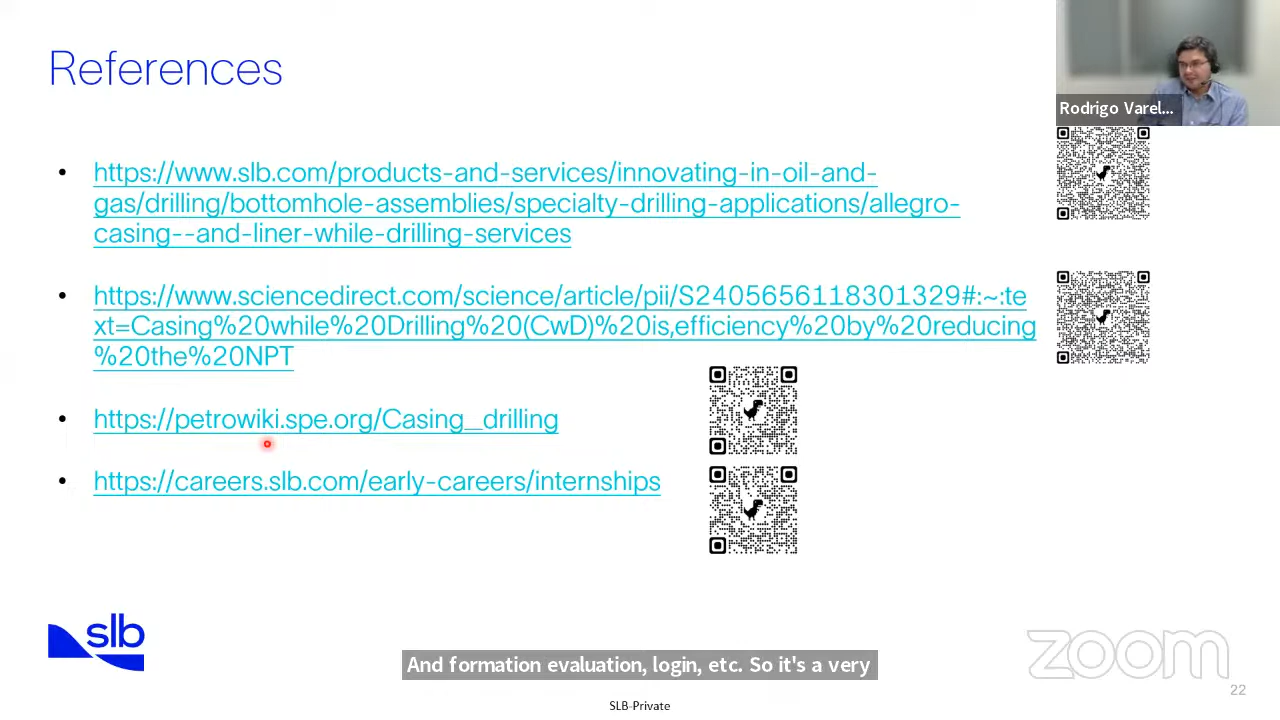 References
Rodrigo Varel...
• https://www.slb.com/products-and-services/innovating-in-oil-and-
gas/drilling/bottomhole-assemblies/specialty-drilling-applications/allegro-
casing--and-liner-while-drilling-services
• https://www.sciencedirect.com/science/article/pii/S2405656118301329#:~:te
xt=Casing%20while%20Drilling%20(CwD)%20is,efficiency%20by%20reducing
%20the%20NPT
• https://petrowiki.spe.org/Casing_drilling
• https://careers.slb.com/early-careers/internships
slb
And formation evaluation, login, etc. So it's a very
zoom
22
SLB-Private